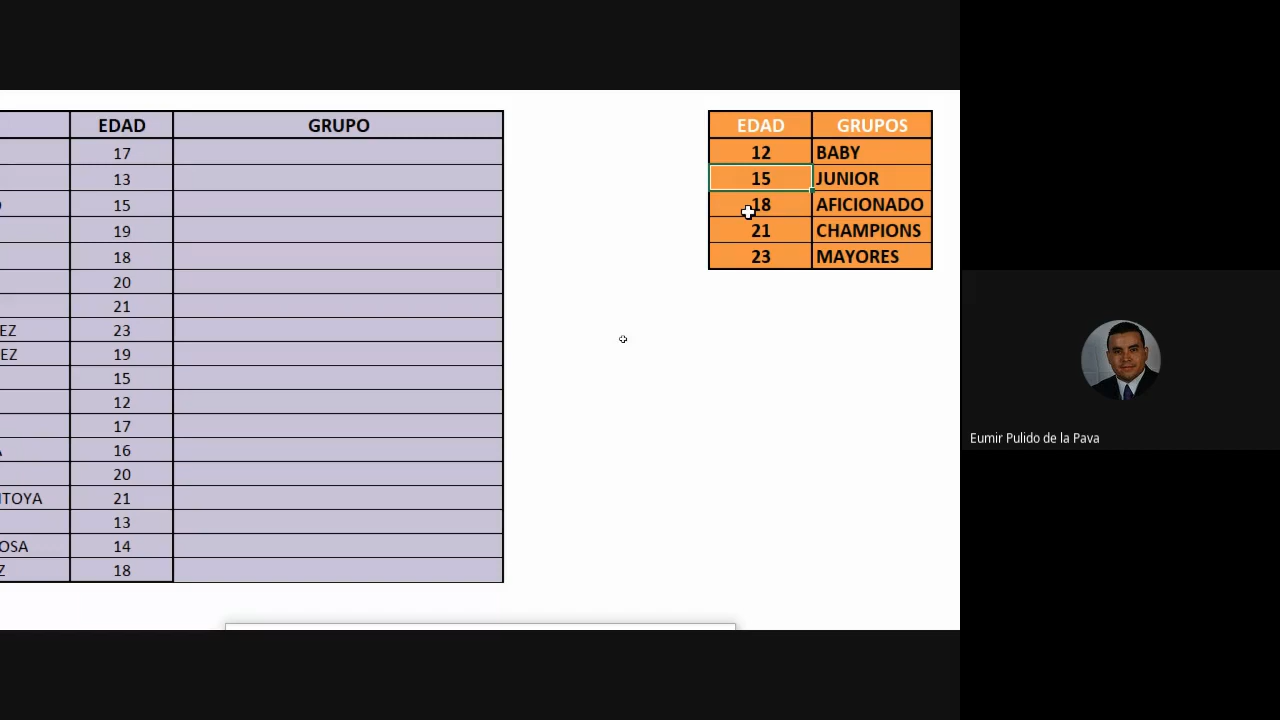 EDAD GRUPO
17
13
15
19
18
20
21
EZ 23
EZ 19
15
12
17
A 16
20
ITOYA 21
13
OSA 14
Z 18
EDAD GRUPOS
12 BABY
15 JUNIOR
18 AFICIONADO
21 CHAMPIONS
23 MAYORES
Eumir Pulido de la Pava